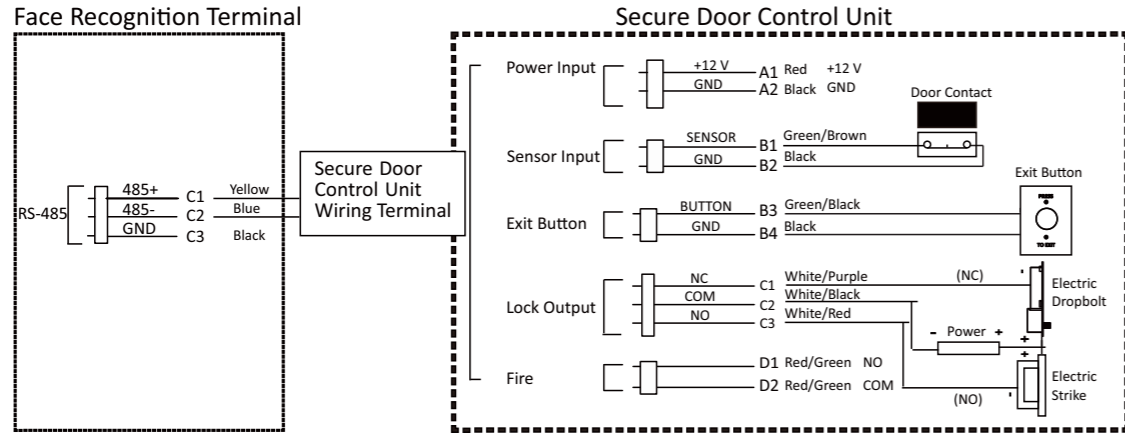 Face Recognition Terminal
Secure Door Control Unit
RS-485
485+ C1 Yellow
485- C2 Blue
GND C3 Black
Secure Door
Control Unit
Wiring Terminal
Power Input
+12 V A1 Red +12 V
GND A2 Black GND
Door Contact
Sensor Input
SENSOR B1 Green/Brown
GND B2 Black
Exit Button
Exit Button
BUTTON B3 Green/Black
GND B4 Black
PRESS
TO EXIT
Lock Output
NC C1 White/Purple (NC)
COM C2 White/Black
NO C3 White/Red
Electric
Dropbolt
- Power +
+
+
Fire
D1 Red/Green NO
D2 Red/Green COM
(NO)
Electric
Strike